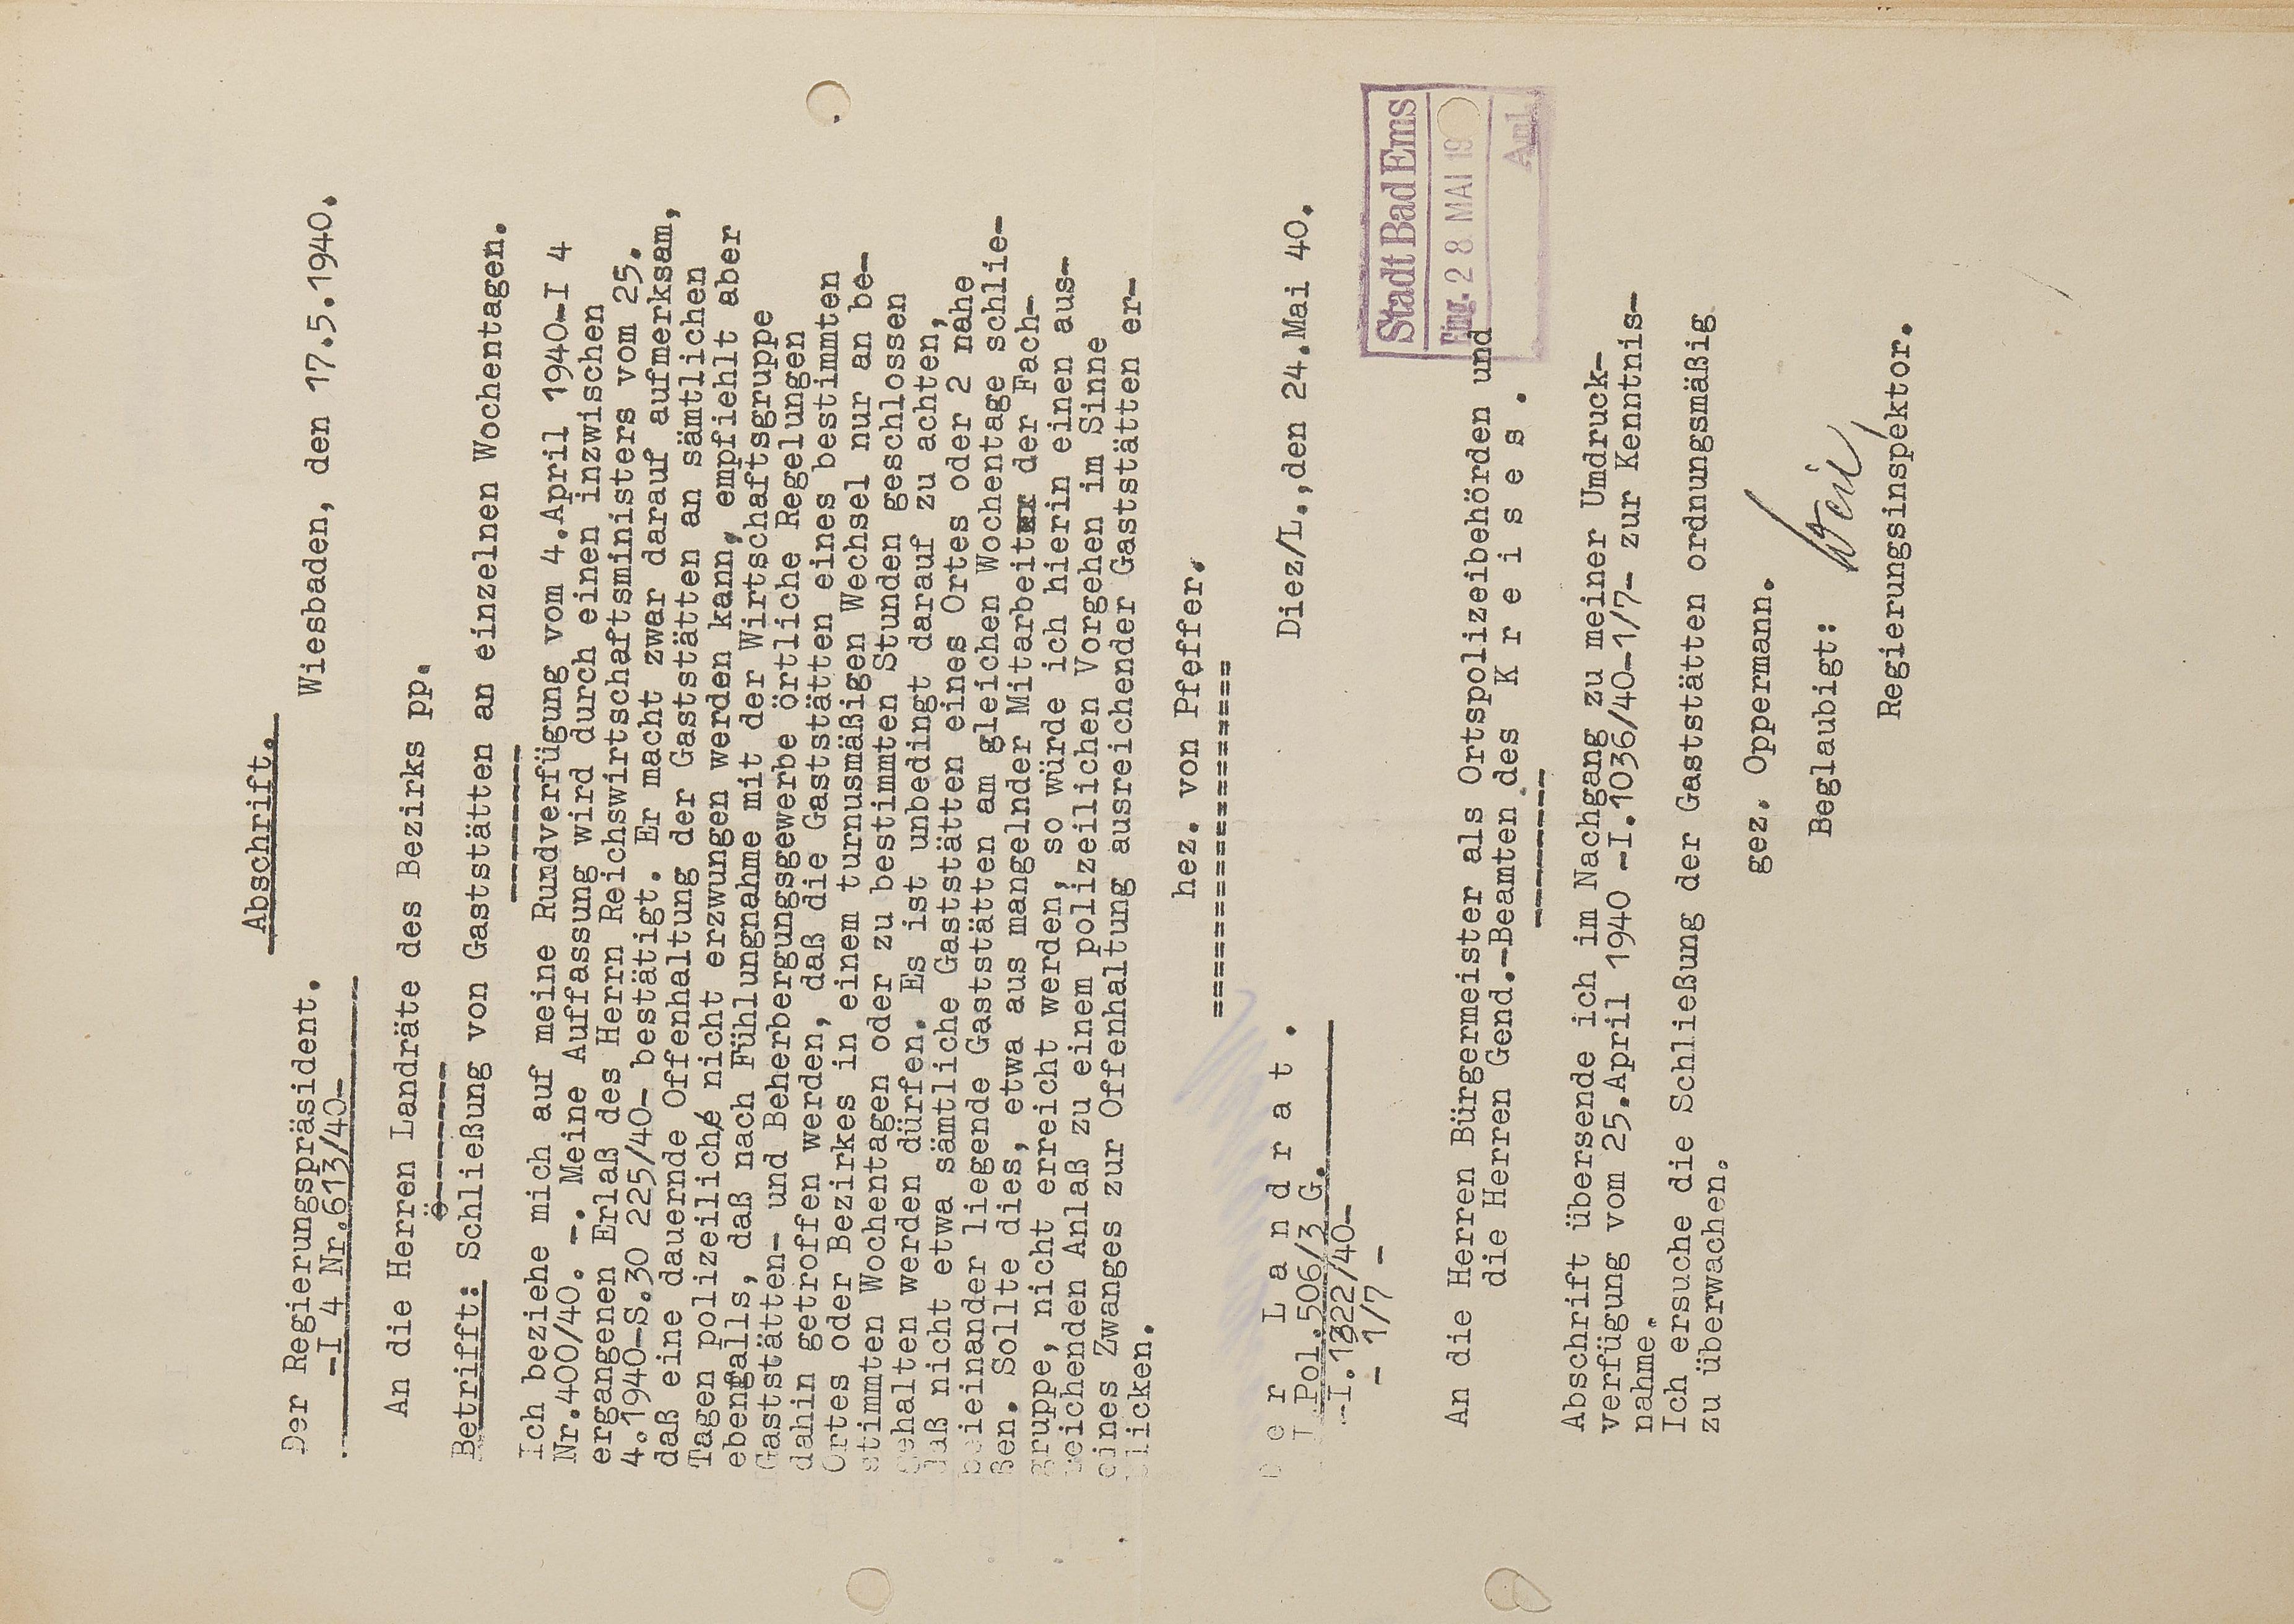 Abschrift.
Der Regierungspräsident.
Wiesbaden, den 17.5.1940.
-I 4 Nr.613/40-
An die Herren Landräte des Bezirks pp.
Betrifft: Schließung von Gaststätten an einzelnen Wochentagen.
Ich beziehe mich auf meine Rundverfügung vom 4.April 1940-I 4
Nr.400/40. -. Meine Auffassung wird durch einen inzwischen
ergangenen Erlaß des Herrn Reichswirtschaftsministers vom 25.
4.1940-S.30 225/40- bestätigt. Er macht zwar darauf aufmerksam,
daß eine dauernde Offenhaltung der Gaststätten an sämtlichen
Tagen polizeilich nicht erzwungen werden kann, empfiehlt aber
ebenfalls, daß nach Fühlungnahme mit der Wirtschaftsgruppe
Gaststätten- und Beherbergungsgewerbe örtliche Regelungen
dahin getroffen werden, daß die Gaststätten eines bestimmten
Ortes oder Bezirkes in einem turnusmäßigen Wechsel nur an be-
stimmten Wochentagen oder zu bestimmten Stunden geschlossen
gehalten werden dürfen. Es ist unbedingt darauf zu achten,
daß nicht etwa sämtliche Gaststätten eines Ortes oder 2 nahe
beieinander liegende Gaststätten am gleichen Wochentage schlie-
ßen. Sollte dies, etwa aus mangelnder Mitarbeit der Fach-
gruppe, nicht erreicht werden, so würde ich hierin einen aus-
reichenden Anlaß zu einem polizeilichen Vorgehen im Sinne
eines Zwanges zur Offenhaltung ausreichender Gaststätten er-
blicken.
hez. von Pfeffer.
====================
Der Landrat.
Diez/L.,den 24.Mai 40.
I Pol.506/3 G.
-I.1322/40-
- 1/7 -
Stadt Bad Ems
Eing. 28. MAI 19
Anl.
An die Herren Bürgermeister als Ortspolizeibehörden und
die Herren Gend.-Beamten des Kreises.
Abschrift übersende ich im Nachgang zu meiner Umdruck-
verfügung vom 25.April 1940 -I.1036/40-1/7- zur Kenntnis-
nahme.
Ich ersuche die Schließung der Gaststätten ordnungsmäßig
zu überwachen.
gez. Oppermann.
Beglaubigt:
Weil
Regierungsinspektor.